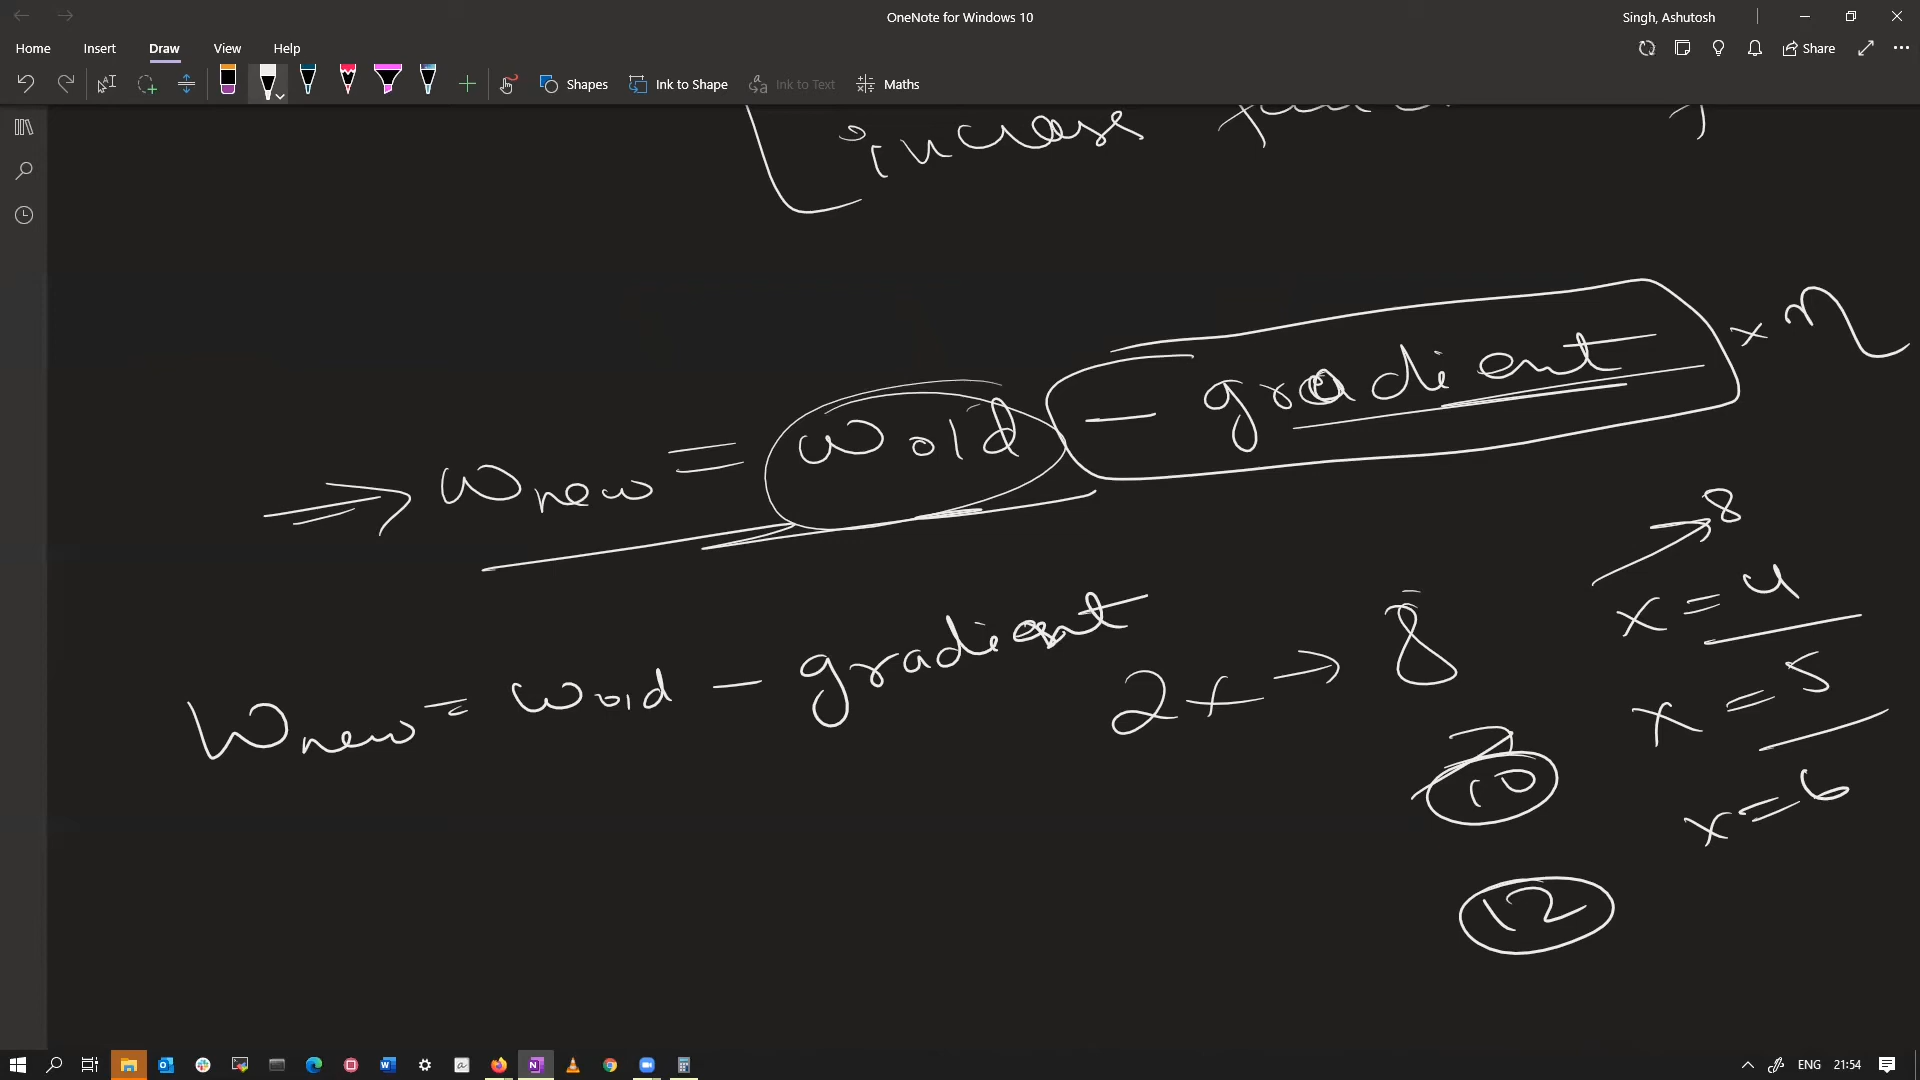 OneNote for Windows 10
Singh, Ashutosh
Home Insert Draw View Help
Share
Shapes Ink to Shape Ink to Text Maths
increase
⇒ Wnew = Wold - gradient × η
8
x = 4
Wnew = Wold - gradient 2x → 8
x = 5
10
x = 6
12
ENG 21:54